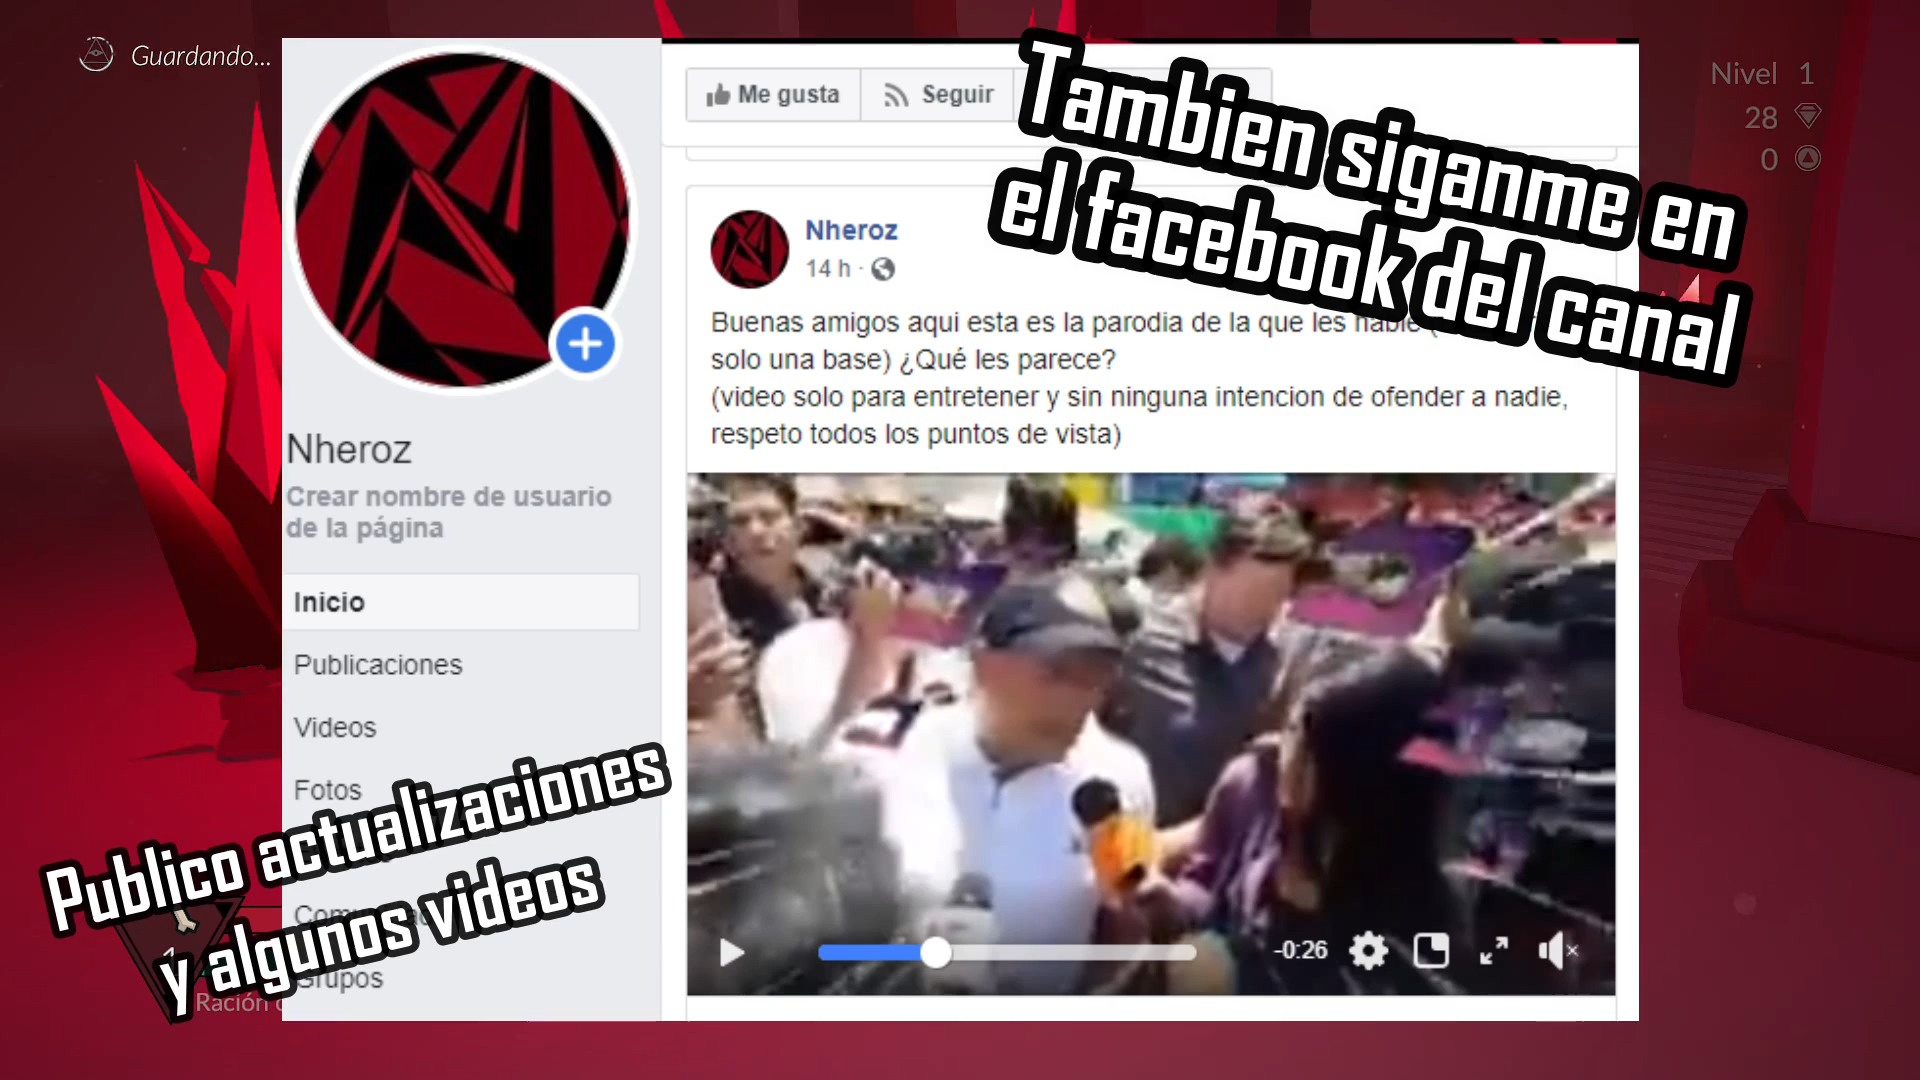 Guardando...
Nivel 1
28
0
Me gusta
Seguir
Tambien siganme en
el facebook del canal
Nheroz
14 h ·
Buenas amigos aqui esta es la parodia de la que les hable (
solo una base) ¿Qué les parece?
(video solo para entretener y sin ninguna intencion de ofender a nadie,
respeto todos los puntos de vista)
Nheroz
Crear nombre de usuario
de la página
Inicio
Publicaciones
Videos
Fotos
Publico actualizaciones
y algunos videos
Grupos
1
Ración
-0:26